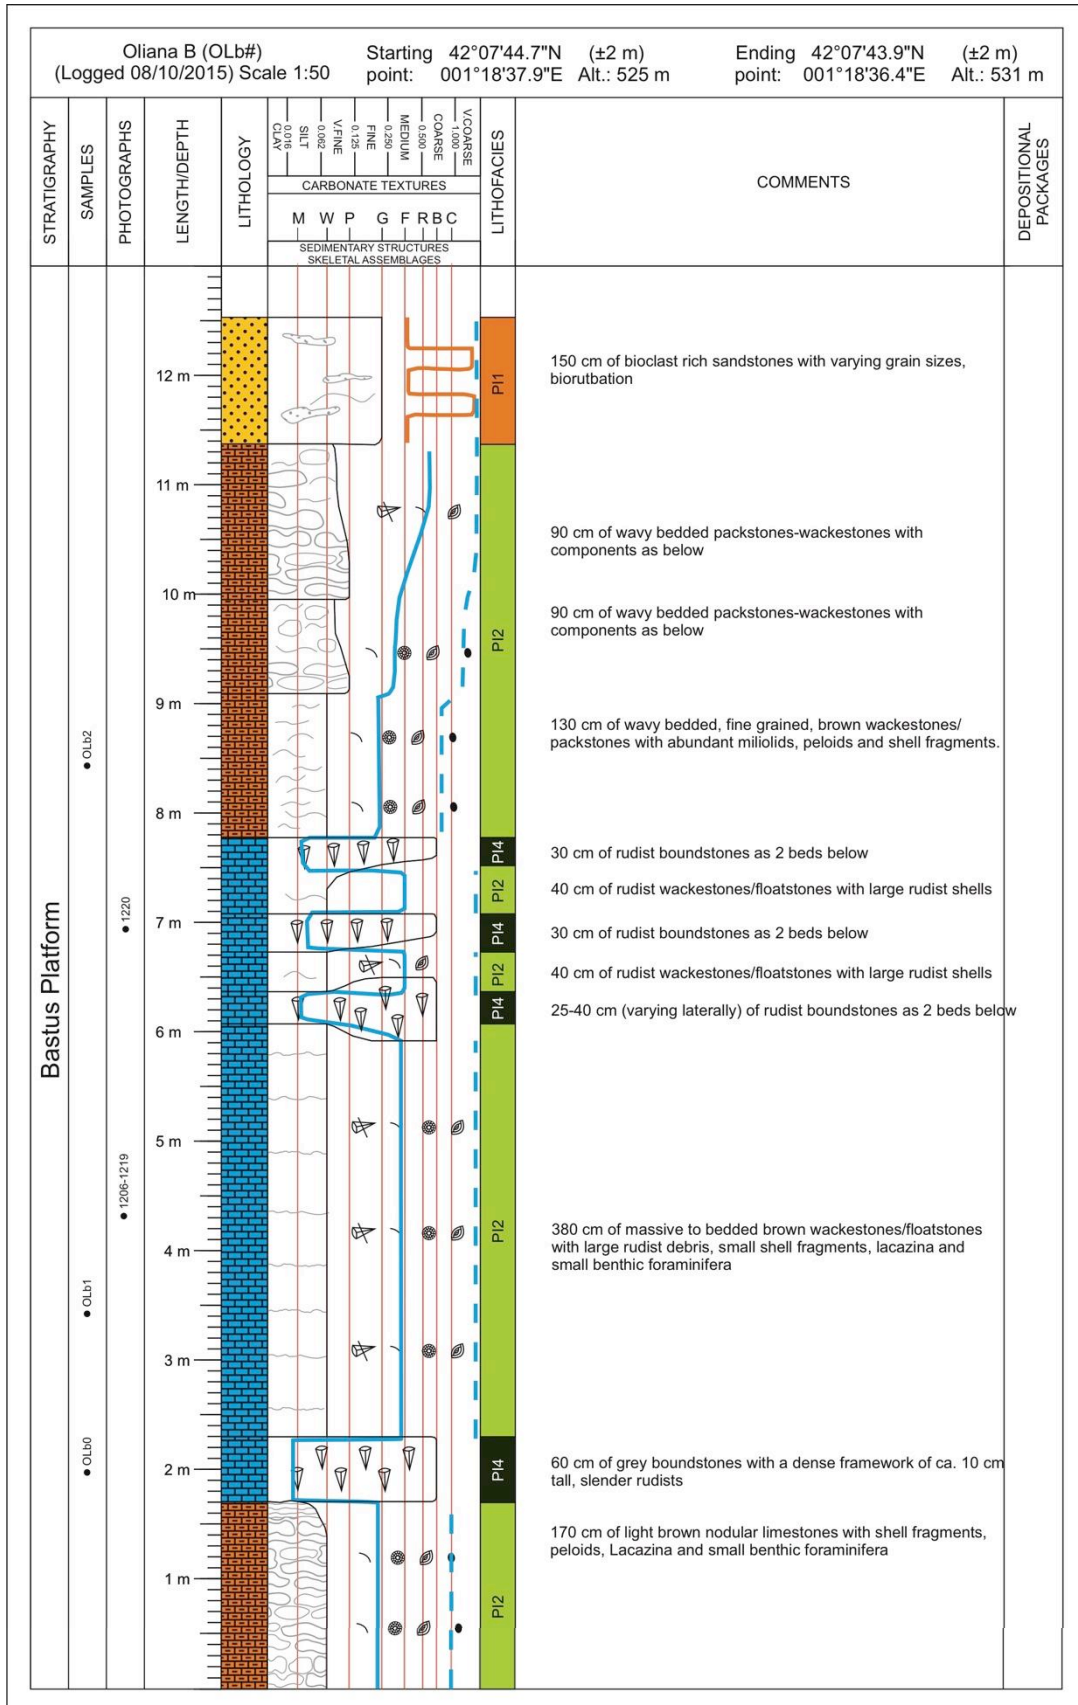 Oliana B (OLb#)
(Logged 08/10/2015) Scale 1:50
Starting 42°07'44.7"N (±2 m)
point: 001°18'37.9"E Alt.: 525 m
Ending 42°07'43.9"N (±2 m)
point: 001°18'36.4"E Alt.: 531 m
STRATIGRAPHY
SAMPLES
PHOTOGRAPHS
LENGTH/DEPTH
LITHOLOGY
CLAY
0.016
SILT
0.062
V.FINE
0.125
FINE
0.250
MEDIUM
0.500
COARSE
1.000
V.COARSE
CARBONATE TEXTURES
M W P G F R B C
SEDIMENTARY STRUCTURES
SKELETAL ASSEMBLAGES
LITHOFACIES
COMMENTS
DEPOSITIONAL
PACKAGES
12 m
PI1
150 cm of bioclast rich sandstones with varying grain sizes,
biorutbation
11 m
90 cm of wavy bedded packstones-wackestones with
components as below
10 m
PI2
90 cm of wavy bedded packstones-wackestones with
components as below
9 m
OLb2
130 cm of wavy bedded, fine grained, brown wackestones/
packstones with abundant miliolids, peloids and shell fragments.
8 m
PI4
30 cm of rudist boundstones as 2 beds below
PI2
40 cm of rudist wackestones/floatstones with large rudist shells
1220
7 m
PI4
30 cm of rudist boundstones as 2 beds below
PI2
40 cm of rudist wackestones/floatstones with large rudist shells
PI4
25-40 cm (varying laterally) of rudist boundstones as 2 beds below
6 m
Bastus Platform
5 m
1206-1219
PI2
380 cm of massive to bedded brown wackestones/floatstones
with large rudist debris, small shell fragments, lacazina and
small benthic foraminifera
4 m
OLb1
3 m
OLb0
2 m
PI4
60 cm of grey boundstones with a dense framework of ca. 10 cm
tall, slender rudists
170 cm of light brown nodular limestones with shell fragments,
peloids, Lacazina and small benthic foraminifera
1 m
PI2